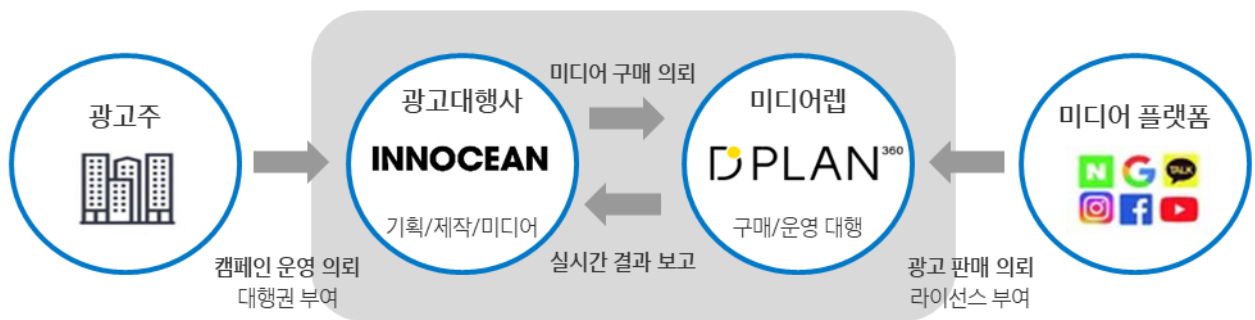 광고주
캠페인 운영 의뢰
대행권 부여
광고대행사
INNOCEAN
기획/제작/미디어
미디어 구매 의뢰
실시간 결과 보고
미디어렙
DPLAN 360
구매/운영 대행
광고 판매 의뢰
라이선스 부여
미디어 플랫폼
N G TALK
f